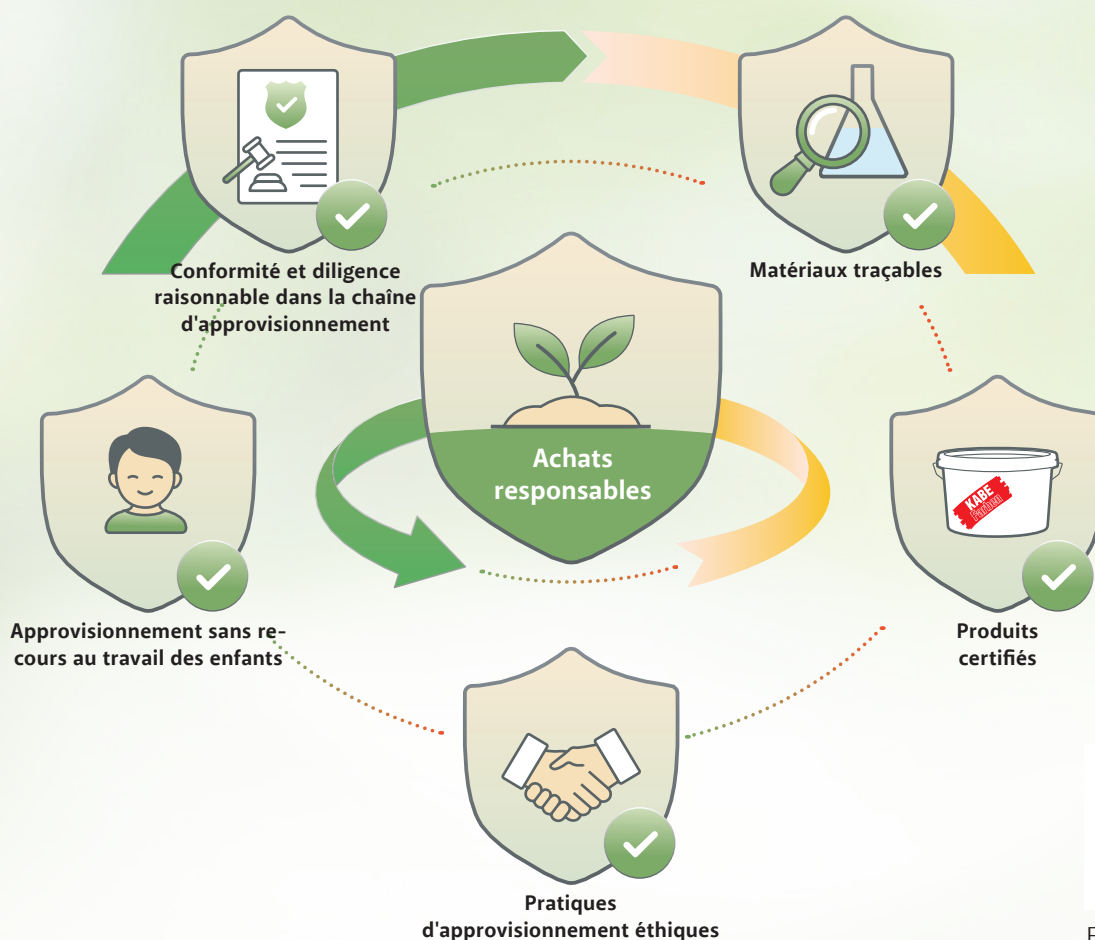 Conformité et diligence
raisonnable dans la chaîne
d'approvisionnement
Matériaux traçables
Achats
responsables
KABE
Farben
Approvisionnement sans re-
cours au travail des enfants
Produits
certifiés
Pratiques
d'approvisionnement éthiques